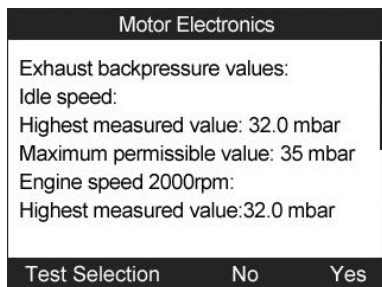 Motor Electronics
Exhaust backpressure values:
Idle speed:
Highest measured value: 32.0 mbar
Maximum permissible value: 35 mbar
Engine speed 2000rpm:
Highest measured value:32.0 mbar
Test Selection No Yes